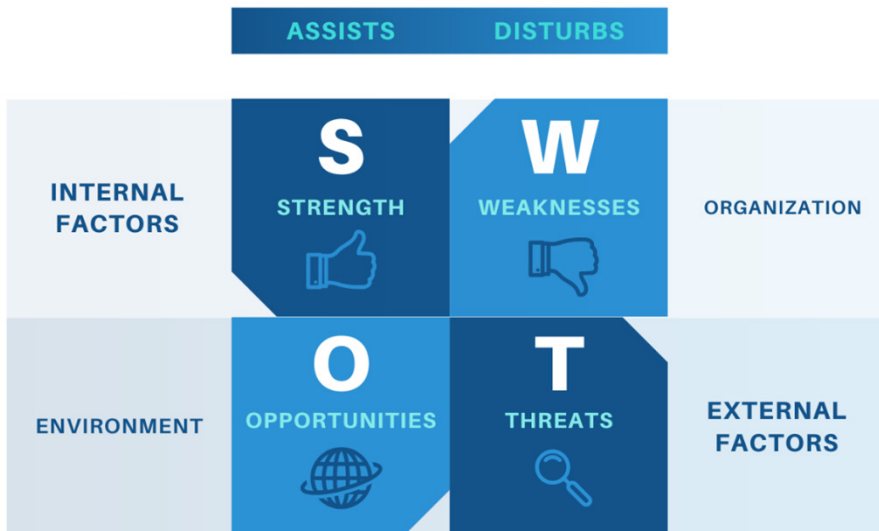 ASSISTS DISTURBS
INTERNAL
FACTORS
S
STRENGTH
W
WEAKNESSES
ORGANIZATION
ENVIRONMENT
O
OPPORTUNITIES
T
THREATS
EXTERNAL
FACTORS